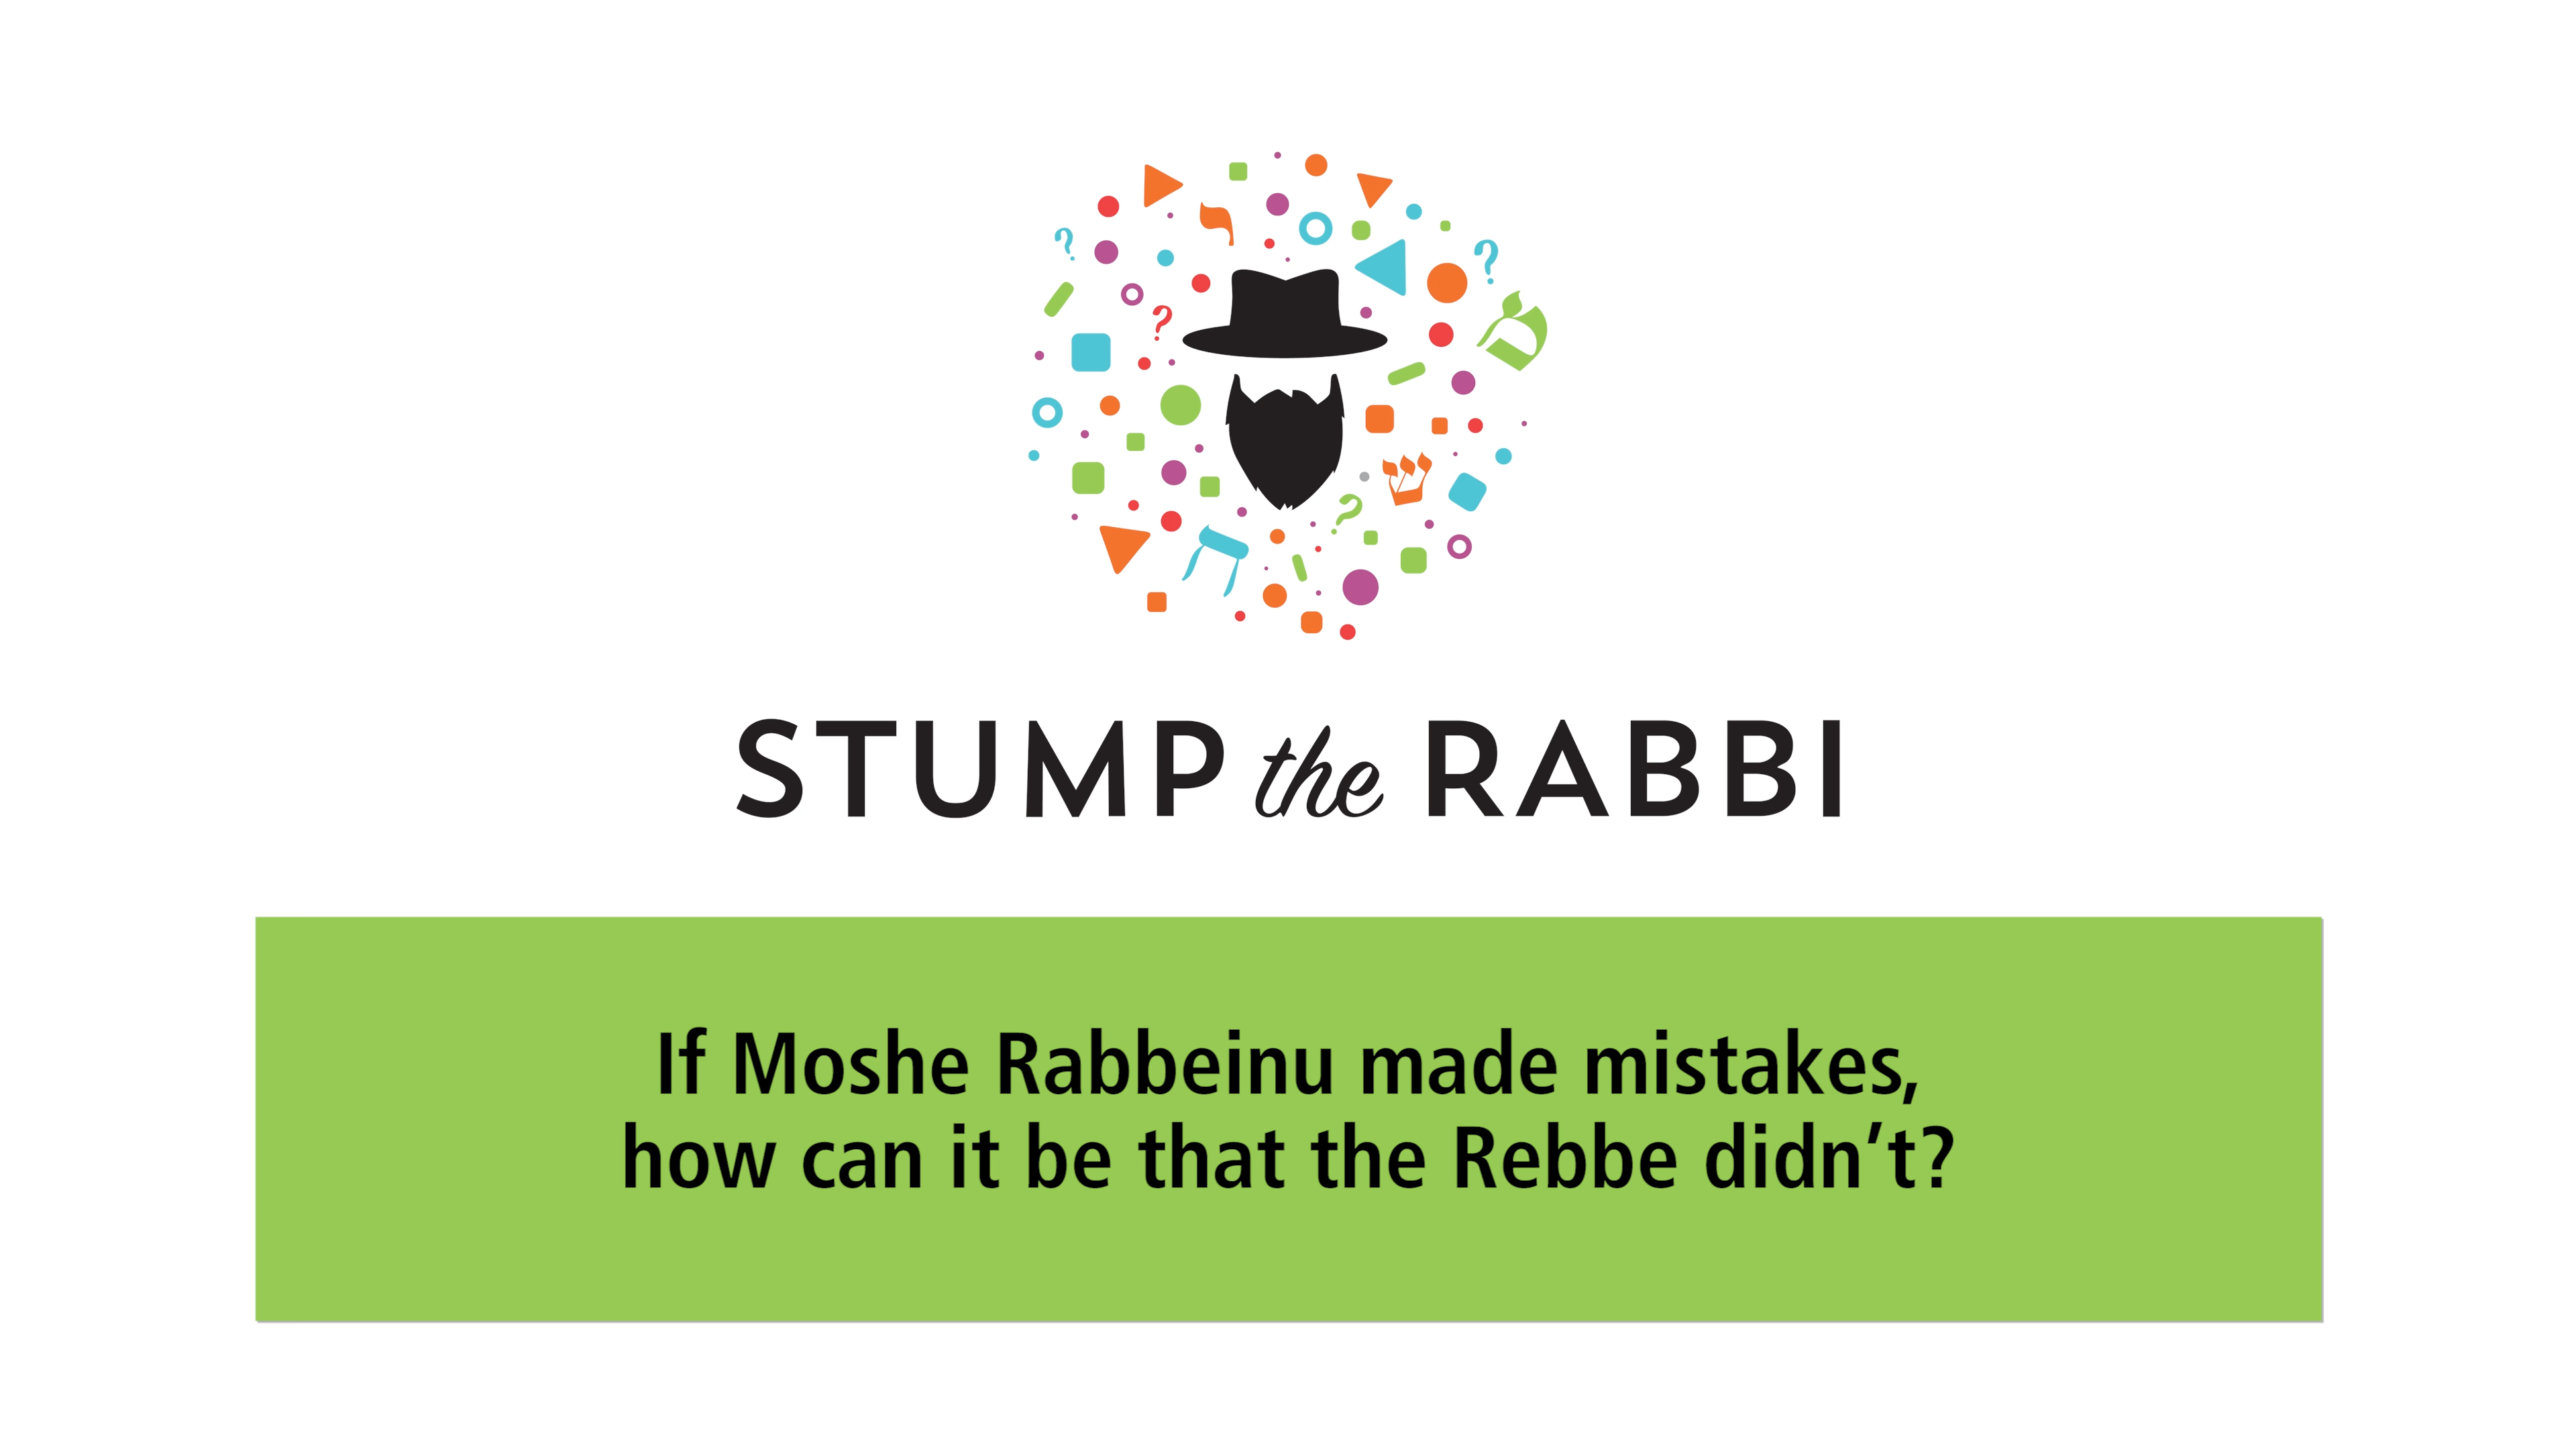 ?
?
?
י
ם
ש
?
ה
STUMP the RABBI
If Moshe Rabbeinu made mistakes,
how can it be that the Rebbe didn’t?